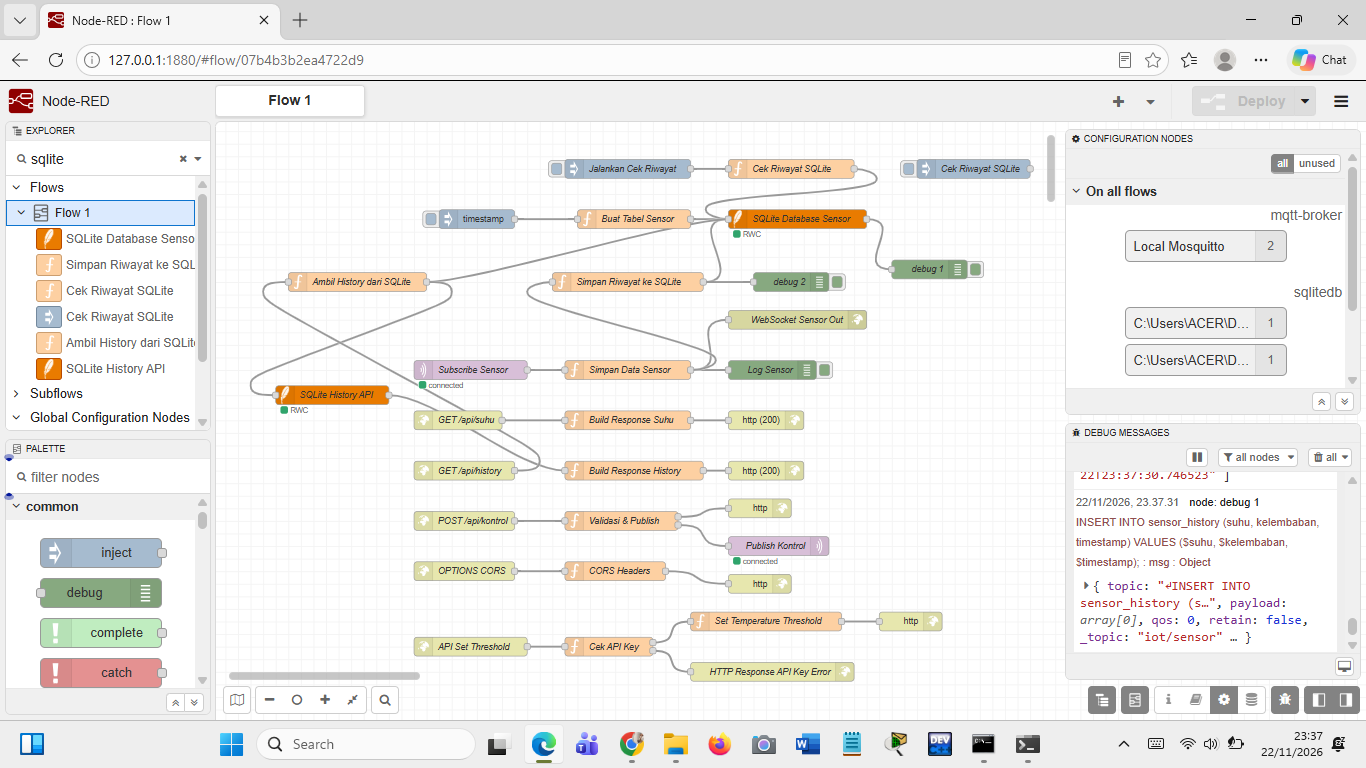 Node-RED : Flow 1
127.0.0.1:1880/#flow/07b4b3b2ea4722d9
Chat
Node-RED
Flow 1
Deploy
EXPLORER
sqlite
Flows
Flow 1
SQLite Database Senso
Simpan Riwayat ke SQL
Cek Riwayat SQLite
Cek Riwayat SQLite
Ambil History dari SQLit
SQLite History API
Subflows
Global Configuration Nodes
PALETTE
filter nodes
common
inject
debug
complete
catch
Jalankan Cek Riwayat
Cek Riwayat SQLite
Cek Riwayat SQLite
timestamp
Buat Tabel Sensor
SQLite Database Sensor
RWC
debug 1
Ambil History dari SQLite
Simpan Riwayat ke SQLite
debug 2
WebSocket Sensor Out
Subscribe Sensor
connected
Simpan Data Sensor
Log Sensor
SQLite History API
RWC
GET /api/suhu
Build Response Suhu
http (200)
GET /api/history
Build Response History
http (200)
POST /api/kontrol
Validasi & Publish
http
Publish Kontrol
connected
OPTIONS CORS
CORS Headers
http
Set Temperature Threshold
http
API Set Threshold
Cek API Key
HTTP Response API Key Error
CONFIGURATION NODES
all unused
On all flows
mqtt-broker
Local Mosquitto 2
sqlitedb
C:\Users\ACER\D... 1
C:\Users\ACER\D... 1
DEBUG MESSAGES
all nodes
all
22T23:37:30.746523" ]
22/11/2026, 23.37.31 node: debug 1
INSERT INTO sensor_history (suhu, kelembaban,
timestamp) VALUES ($suhu, $kelembaban,
$timestamp); : msg : Object
{ topic: "↵INSERT INTO
sensor_history (s…", payload:
array[0], qos: 0, retain: false,
_topic: "iot/sensor" … }
Search
DEV
23:37
22/11/2026